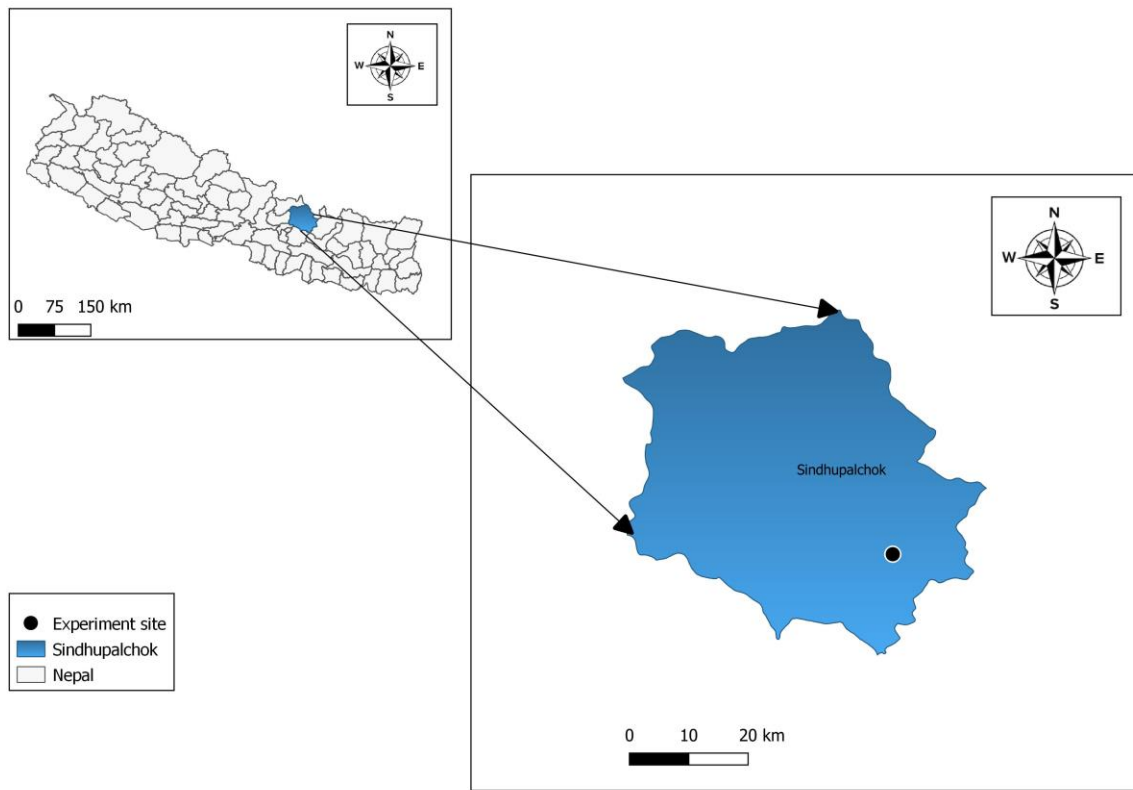 N
W E
S
0 75 150 km
N
W E
S
Sindhupalchok
Experiment site
Sindhupalchok
Nepal
0 10 20 km